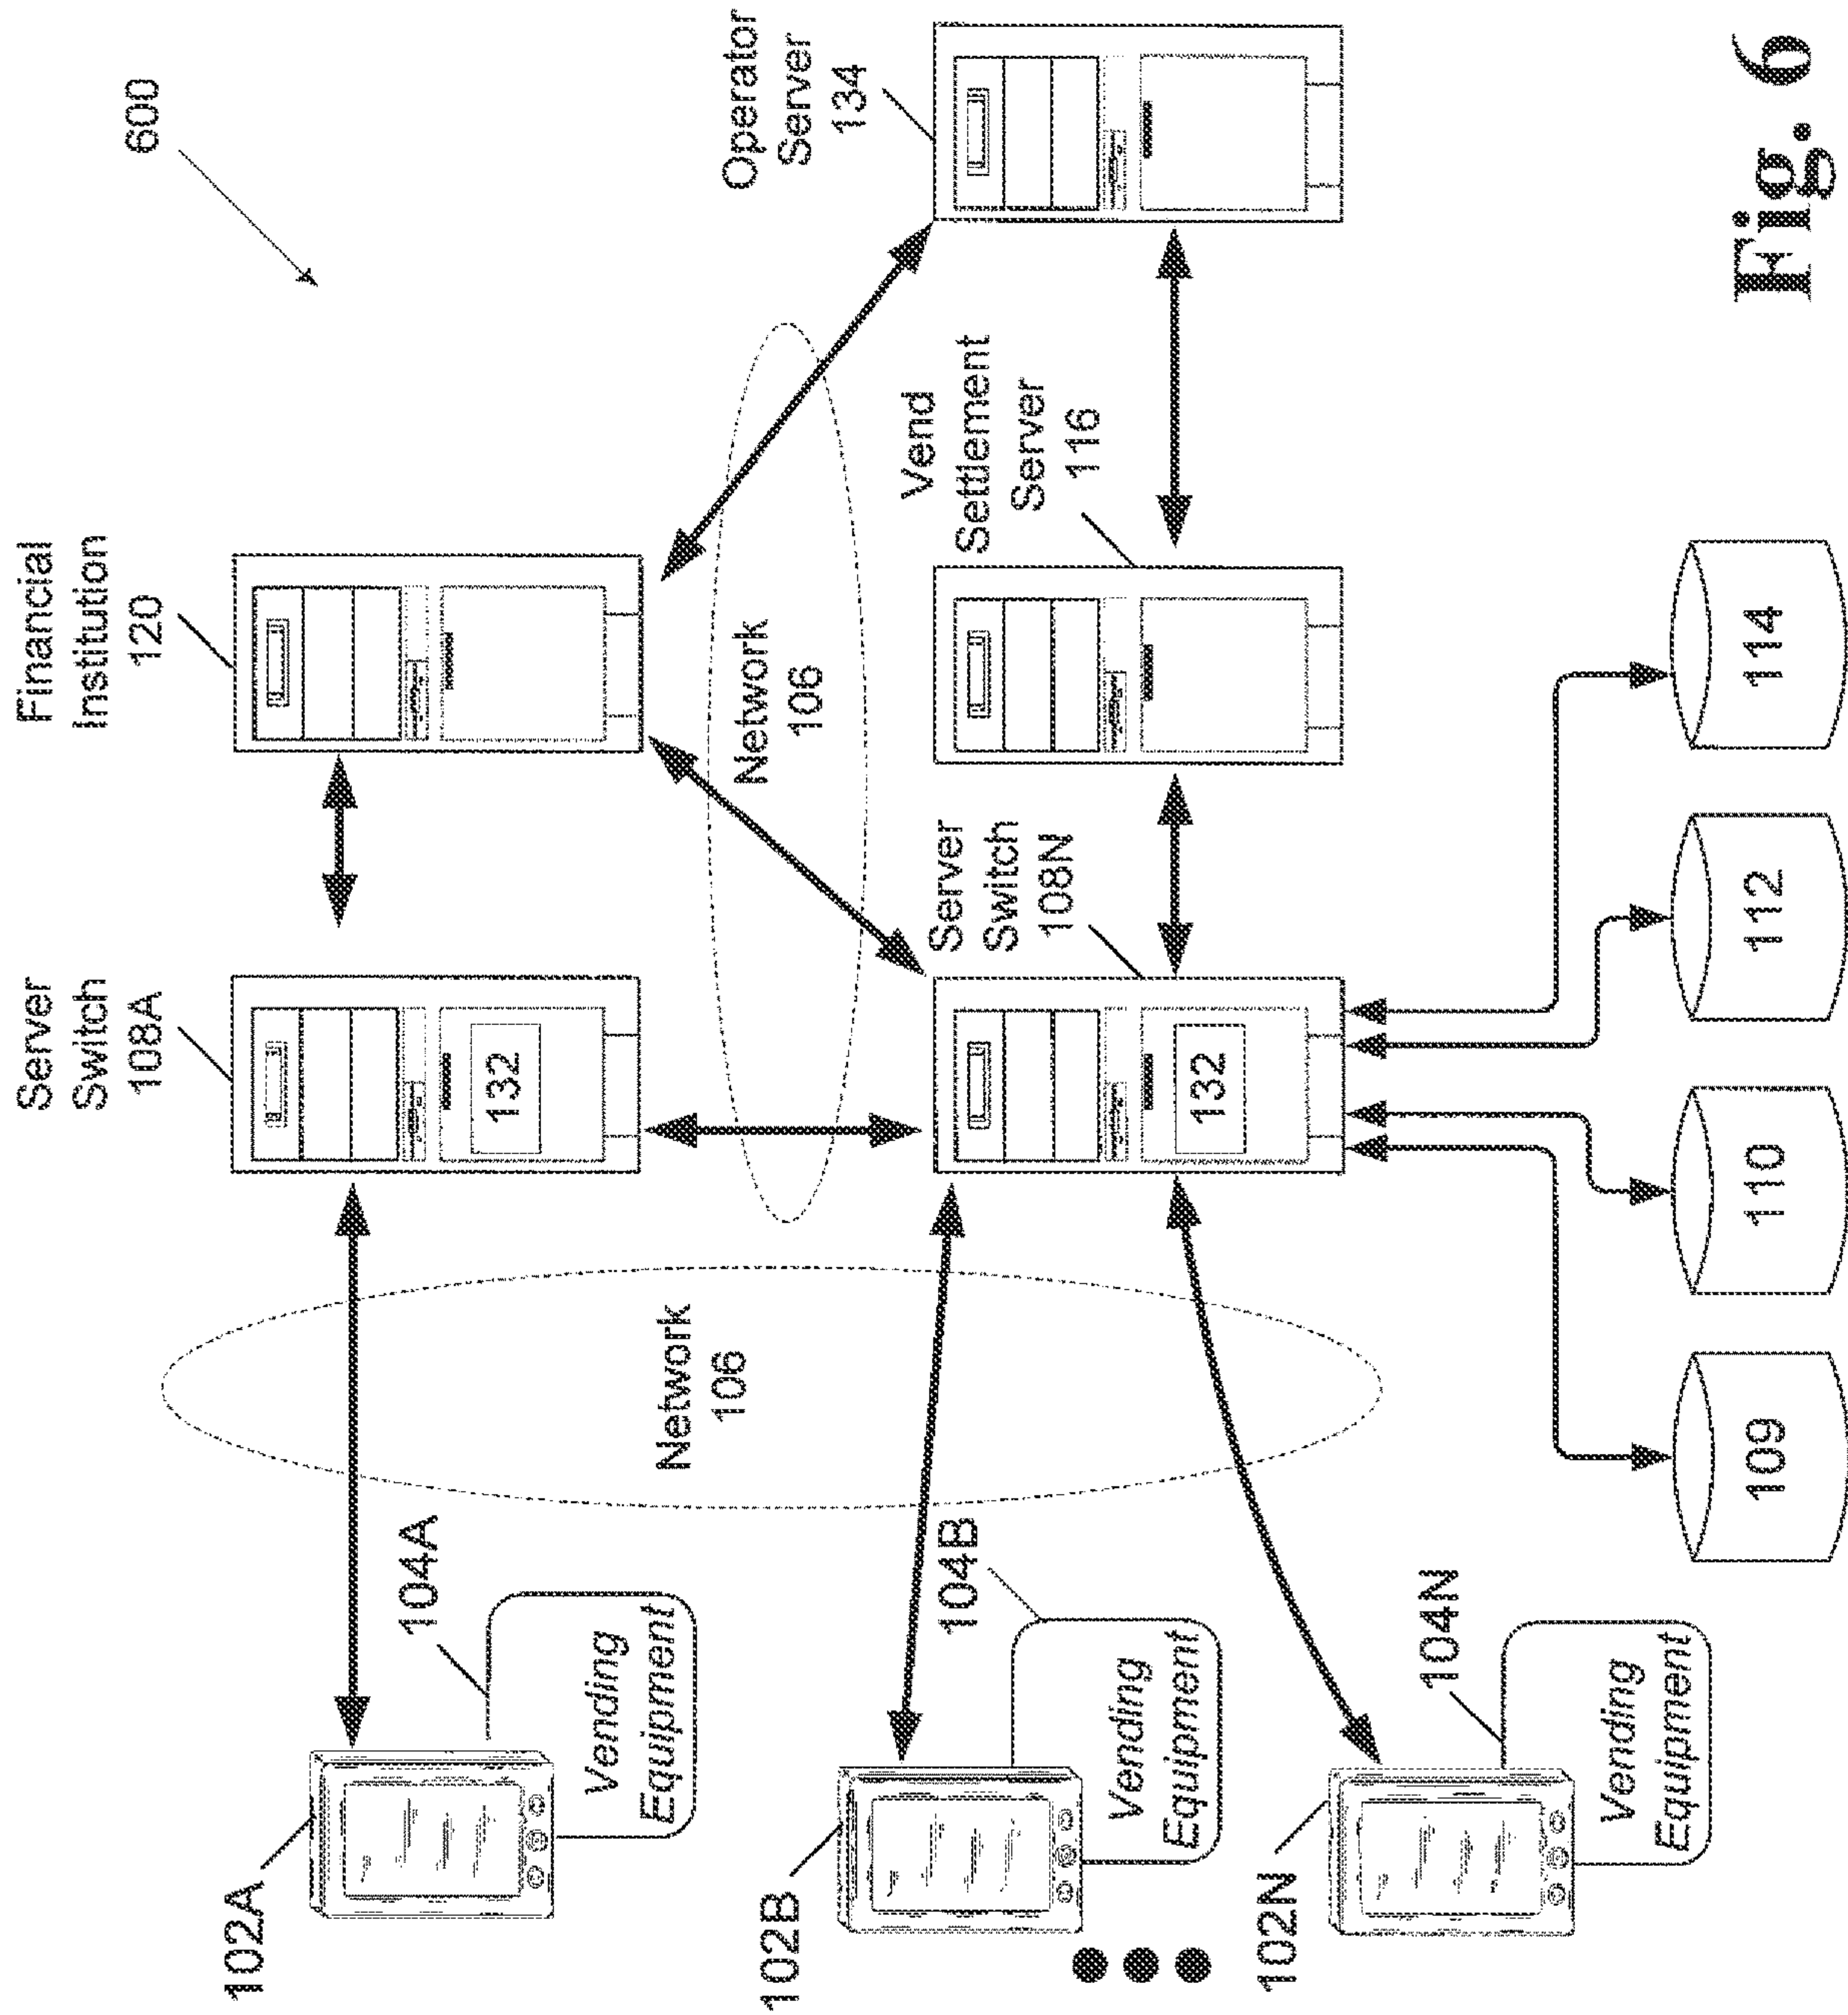 600
Server
Switch
108A
Financial
Institution
120
Operator
Server
134
132
102A
104A
Vending
Equipment
Network
106
Network
106
Server
Switch
108N
Vend
Settlement
Server
116
132
102B
104B
Vending
Equipment
102N
104N
Vending
Equipment
109
110
112
114
Fig. 6